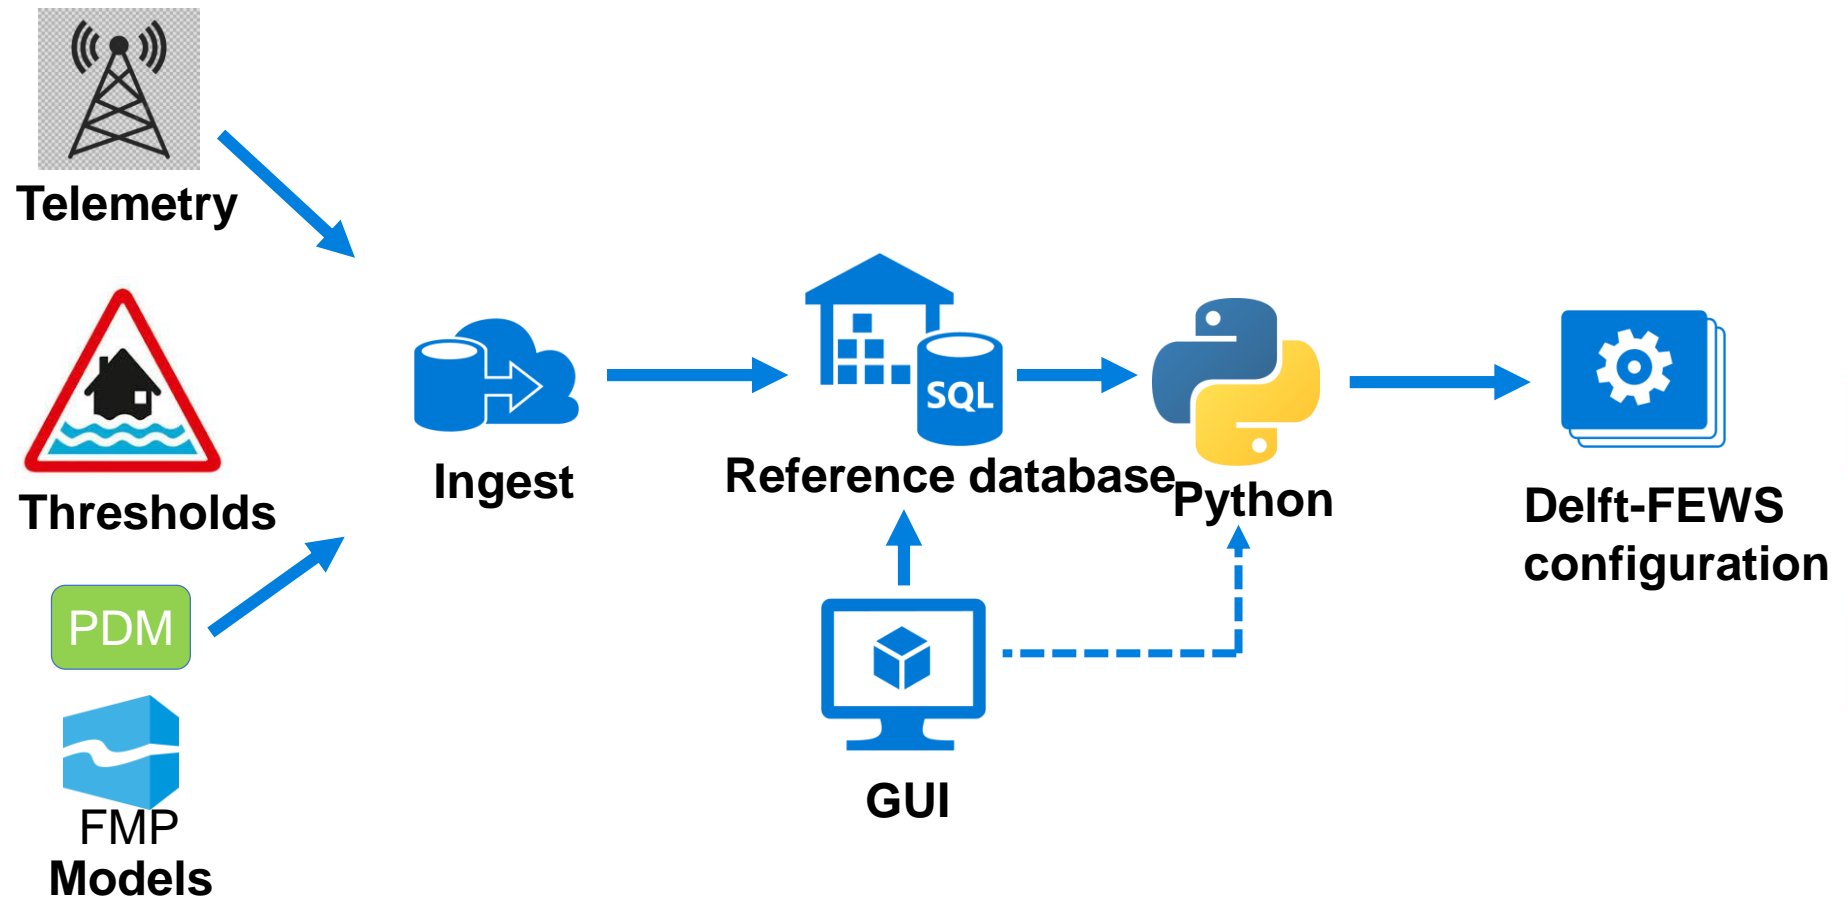 Telemetry
Thresholds
PDM
FMP
Models
Ingest
SQL
Reference database
Python
GUI
Delft-FEWS
configuration